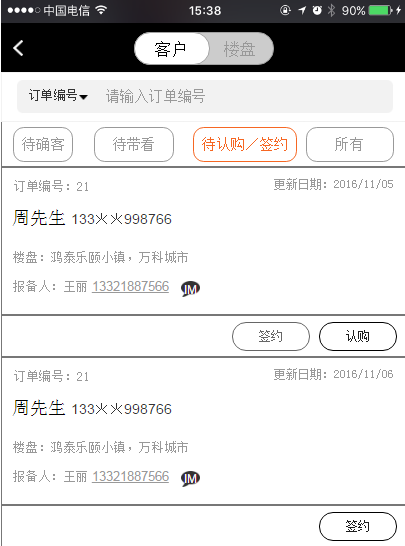 中国电信 15:38 90%
客户 楼盘
订单编号 请输入订单编号
待确客 待带看 待认购／签约 所有
订单编号：21 更新日期：2016/11/05
周先生 133火火998766
楼盘：鸿泰乐颐小镇，万科城市
报备人：王丽 13321887566 JM
签约 认购
订单编号：21 更新日期：2016/11/06
周先生 133火火998766
楼盘：鸿泰乐颐小镇，万科城市
报备人：王丽 13321887566 JM
签约